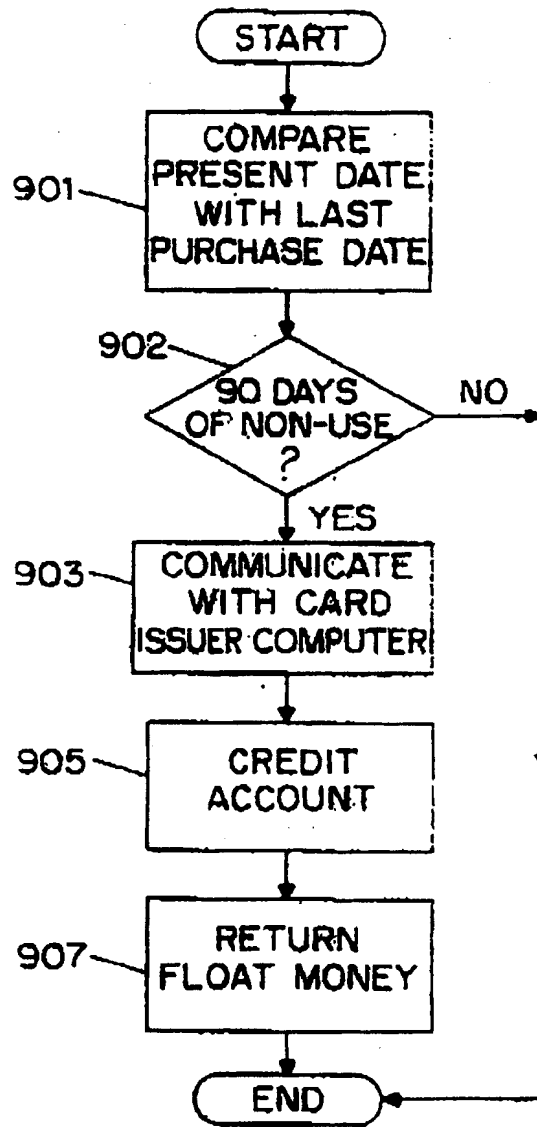 START
COMPARE
PRESENT DATE
WITH LAST
PURCHASE DATE
901
902
90 DAYS
OF NON-USE
?
NO
YES
903
COMMUNICATE
WITH CARD
ISSUER COMPUTER
905
CREDIT
ACCOUNT
907
RETURN
FLOAT MONEY
END